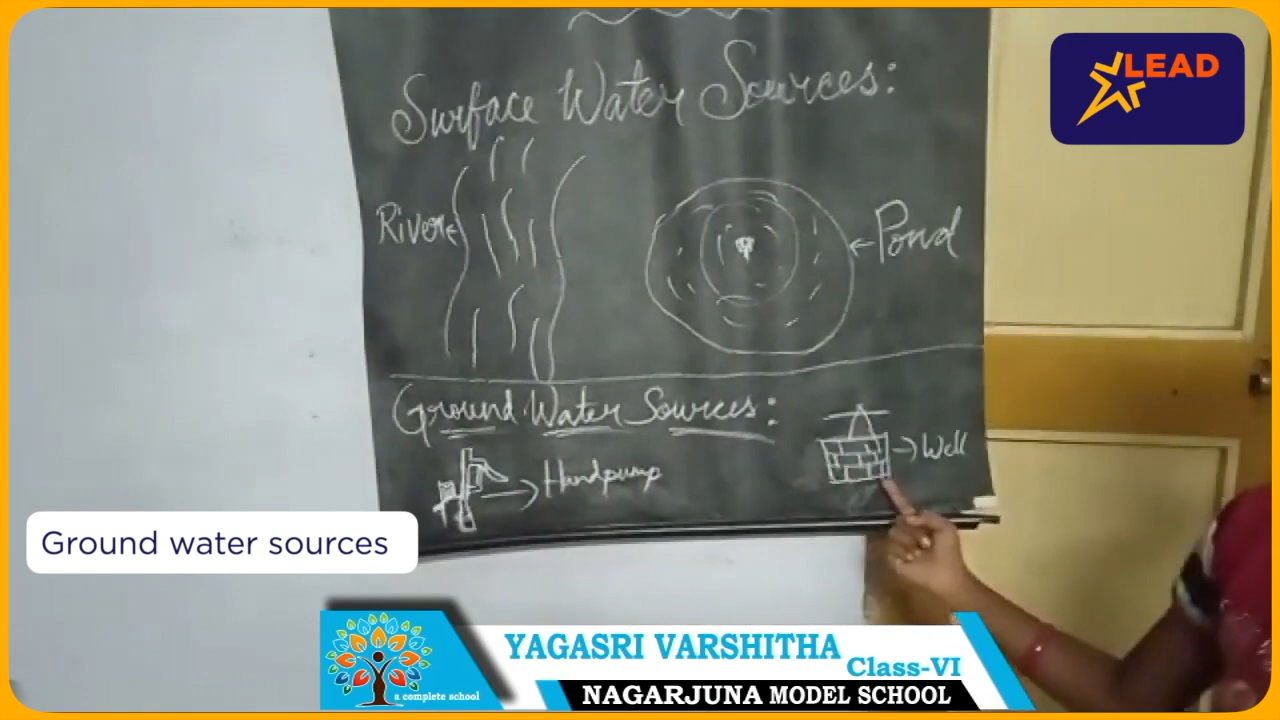 LEAD
Surface Water Sources:
River
Pond
Ground Water Sources:
Handpump
Well
Ground water sources
YAGASRI VARSHITHA
Class-VI
a complete school
NAGARJUNA MODEL SCHOOL